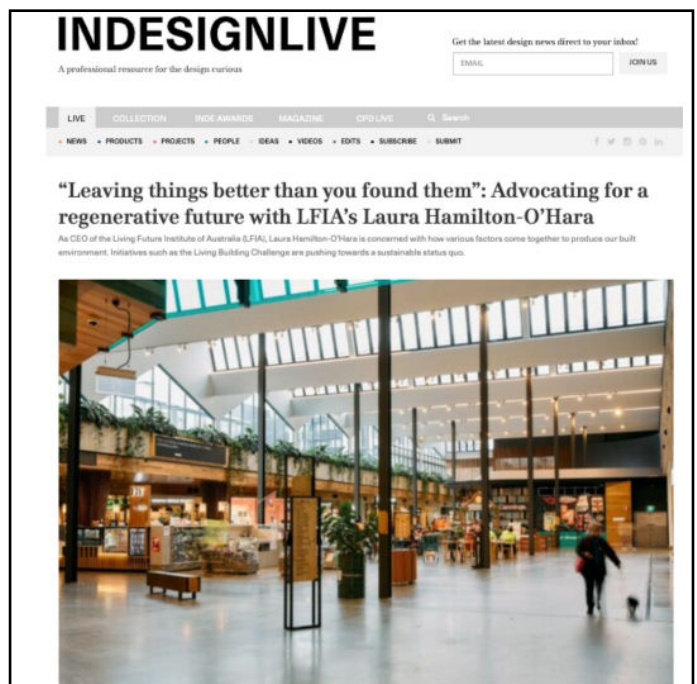 INDESIGNLIVE
A professional resource for the design curious
Get the latest design news direct to your inbox!
EMAIL
JOIN US
LIVE COLLECTION INDE AWARDS MAGAZINE CPD LIVE Search
NEWS PRODUCTS PROJECTS PEOPLE IDEAS VIDEOS EDITS SUBSCRIBE SUBMIT
“Leaving things better than you found them”: Advocating for a
regenerative future with LFIA’s Laura Hamilton-O’Hara
As CEO of the Living Future Institute of Australia (LFIA), Laura Hamilton-O’Hara is concerned with how various factors come together to produce our built
environment. Initiatives such as the Living Building Challenge are pushing towards a sustainable status quo.